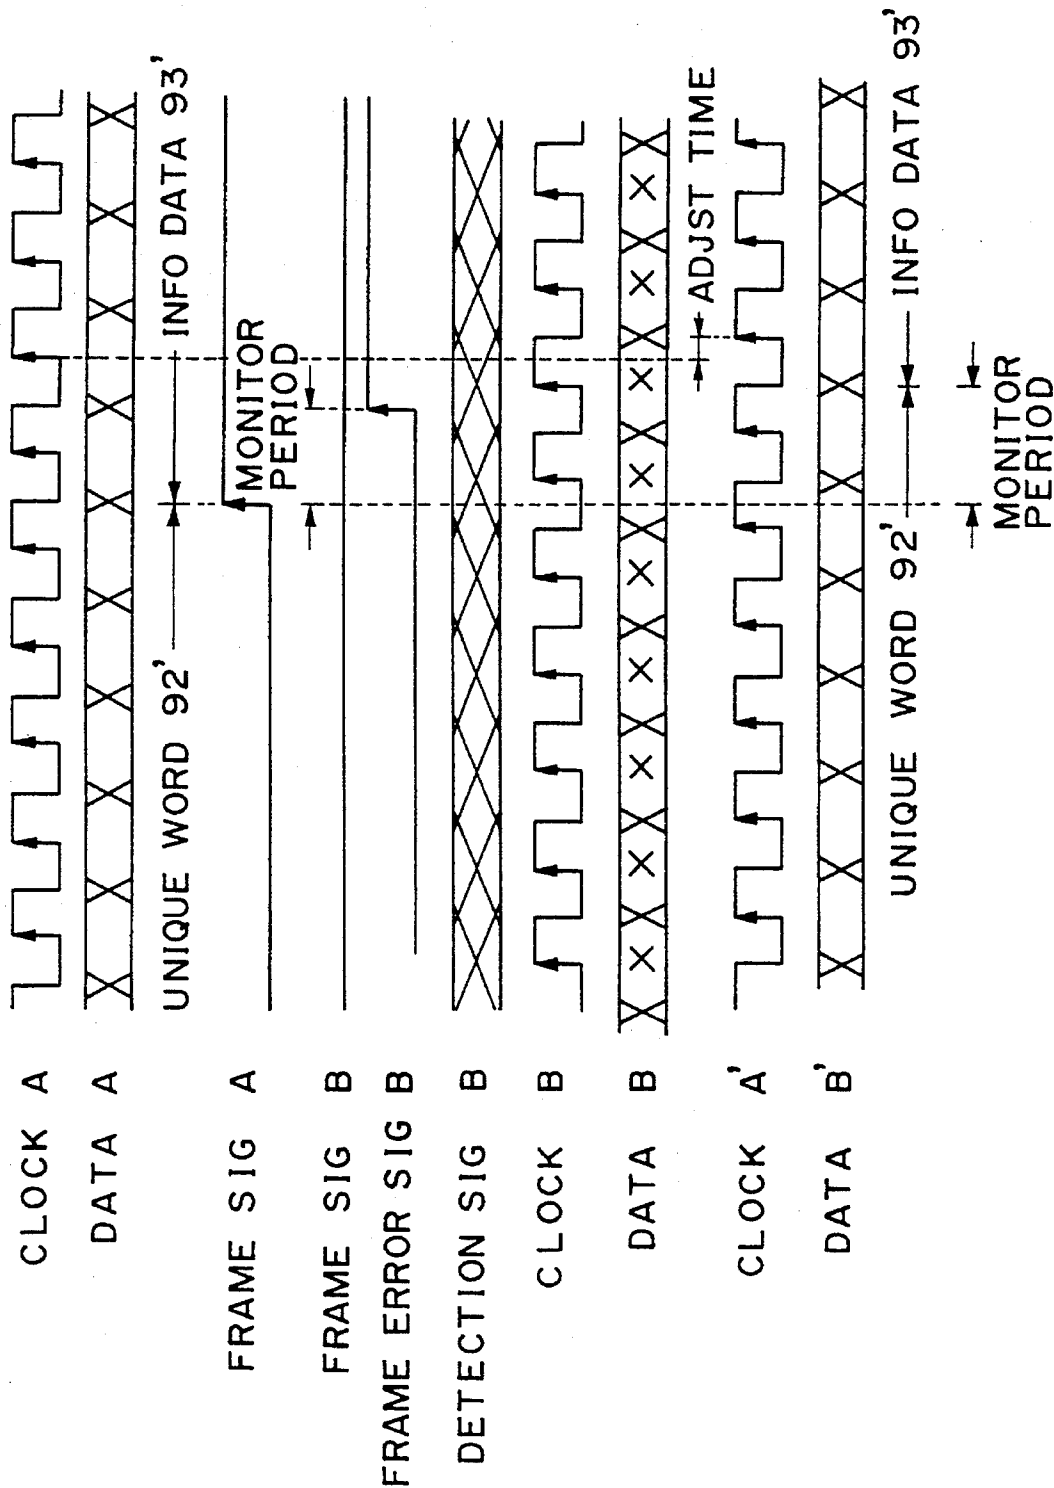 CLOCK A
DATA A
UNIQUE WORD 92' INFO DATA 93'
FRAME SIG A
MONITOR
PERIOD
FRAME SIG B
FRAME ERROR SIG B
DETECTION SIG B
CLOCK B
DATA B
ADJST TIME
CLOCK A'
DATA B'
UNIQUE WORD 92' INFO DATA 93'
MONITOR
PERIOD